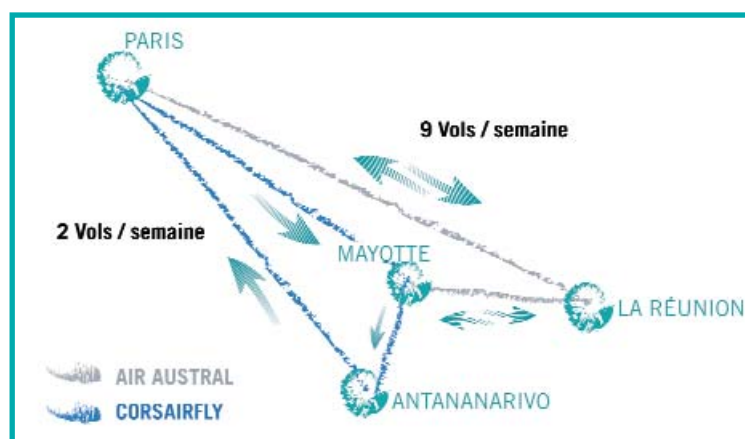 PARIS
9 Vols / semaine
2 Vols / semaine
MAYOTTE
LA RÉUNION
AIR AUSTRAL
ANTANANARIVO
CORSAIRFLY